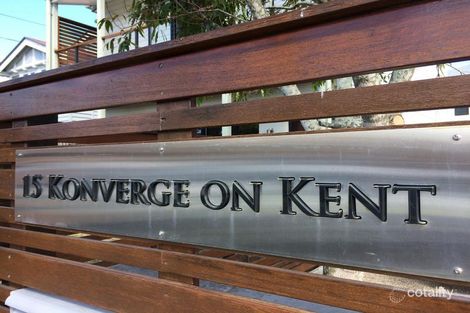 15 KONVERGE ON KENT
cotality